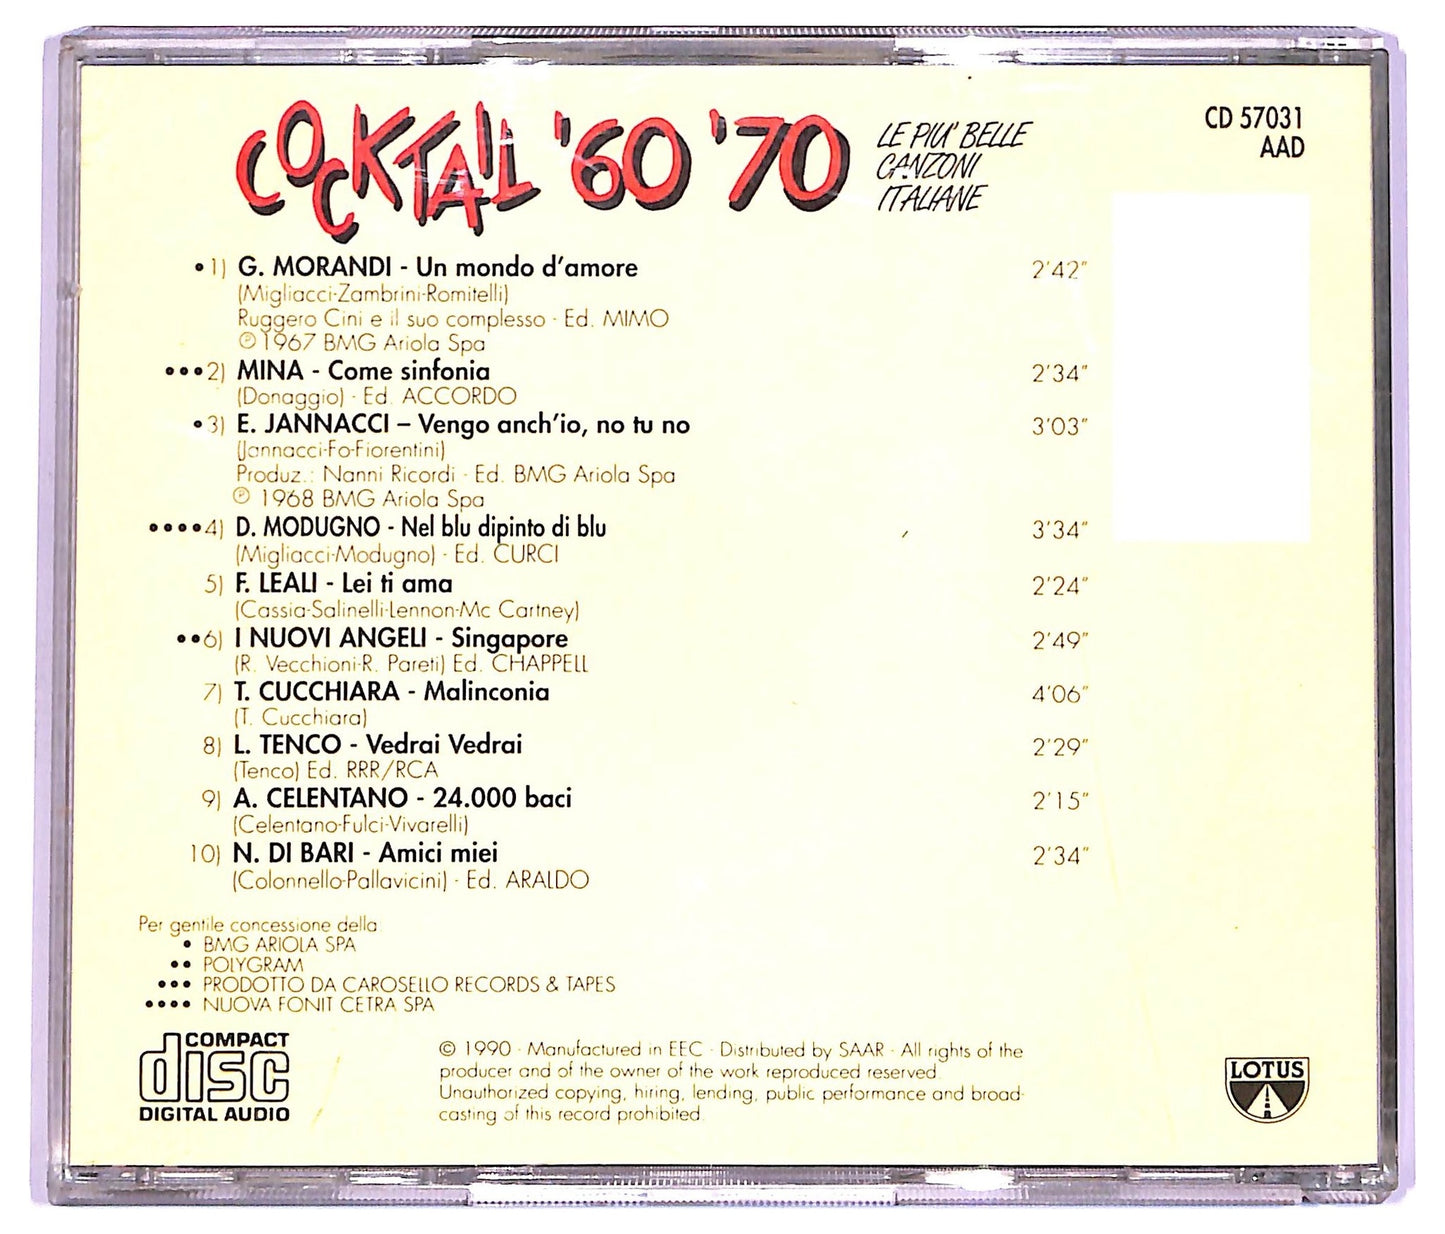 COCKTAIL '60 '70
LE PIU' BELLE
CANZONI
ITALIANE
CD 57031
AAD
• 1) G. MORANDI - Un mondo d'amore 2'42"
(Migliacci-Zambrini-Romitelli)
Ruggero Cini e il suo complesso - Ed. MIMO
℗ 1967 BMG Ariola Spa
••• 2) MINA - Come sinfonia 2'34"
(Donaggio) - Ed. ACCORDO
• 3) E. JANNACCI – Vengo anch'io, no tu no 3'03"
(Jannacci-Fo-Fiorentini)
Produz.: Nanni Ricordi - Ed. BMG Ariola Spa
℗ 1968 BMG Ariola Spa
•••• 4) D. MODUGNO - Nel blu dipinto di blu 3'34"
(Migliacci-Modugno) - Ed. CURCI
5) F. LEALI - Lei ti ama 2'24"
(Cassia-Salinelli-Lennon-Mc Cartney)
•• 6) I NUOVI ANGELI - Singapore 2'49"
(R. Vecchioni-R. Pareti) Ed. CHAPPELL
7) T. CUCCHIARA - Malinconia 4'06"
(T. Cucchiara)
8) L. TENCO - Vedrai Vedrai 2'29"
(Tenco) Ed. RRR/RCA
9) A. CELENTANO - 24.000 baci 2'15"
(Celentano-Fulci-Vivarelli)
10) N. DI BARI - Amici miei 2'34"
(Colonnello-Pallavicini) - Ed. ARALDO
Per gentile concessione della:
• BMG ARIOLA SPA
•• POLYGRAM
••• PRODOTTO DA CAROSELLO RECORDS & TAPES
•••• NUOVA FONIT CETRA SPA
COMPACT
disc
DIGITAL AUDIO
© 1990 - Manufactured in EEC - Distributed by SAAR - All rights of the
producer and of the owner of the work reproduced reserved.
Unauthorized copying, hiring, lending, public performance and broad-
casting of this record prohibited.
LOTUS